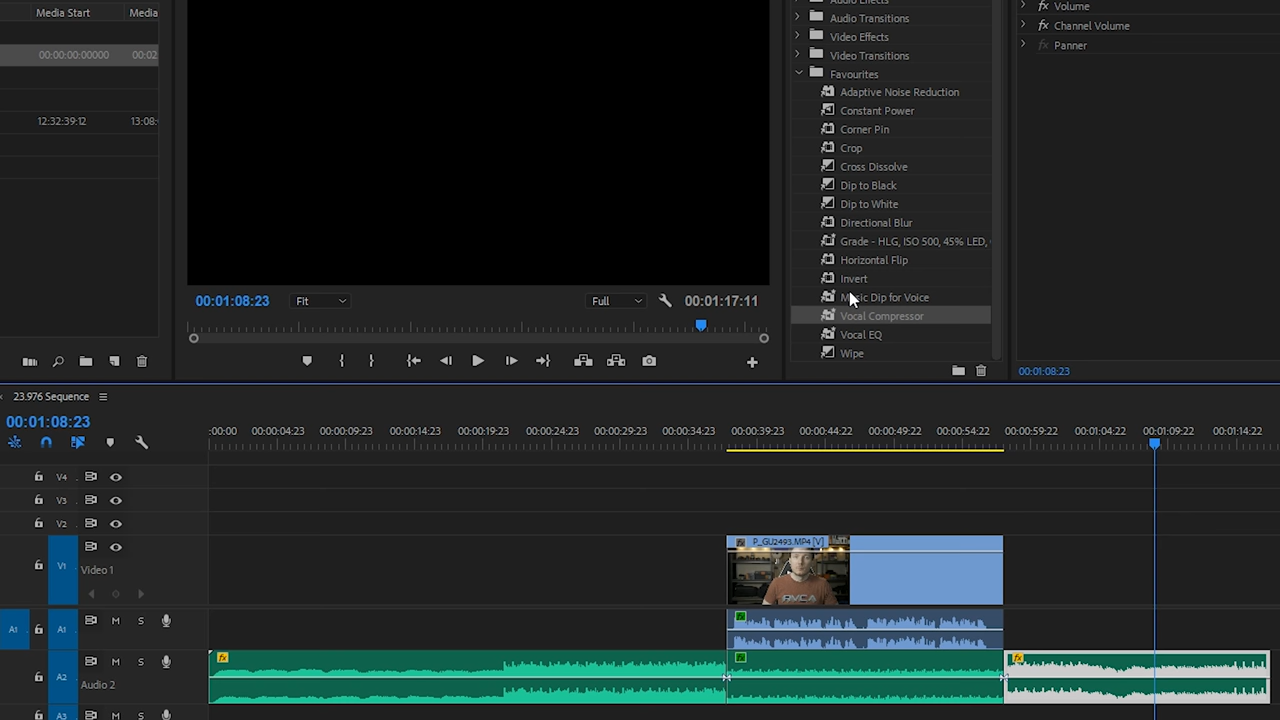 Media Start Media
00:00:00:00000 00:02
12:32:39:12 13:08:
00:01:08:23 Fit Full 00:01:17:11
Audio Effects
Audio Transitions
Video Effects
Video Transitions
Favourites
Adaptive Noise Reduction
Constant Power
Corner Pin
Crop
Cross Dissolve
Dip to Black
Dip to White
Directional Blur
Grade - HLG, ISO 500, 45% LED,
Horizontal Flip
Invert
Music Dip for Voice
Vocal Compressor
Vocal EQ
Wipe
fx Volume
fx Channel Volume
fx Panner
00:01:08:23
23.976 Sequence
00:01:08:23
:00:00 00:00:04:23 00:00:09:23 00:00:14:23 00:00:19:23 00:00:24:23 00:00:29:23 00:00:34:23 00:00:39:23 00:00:44:22 00:00:49:22 00:00:54:22 00:00:59:22 00:01:04:22 00:01:09:22 00:01:14:22
V4
V3
V2
P_GU2493.MP4 [V]
V1
Video 1
RVCA
A1 A1 M S
fx fx
A2 M S
Audio 2
A3 M S